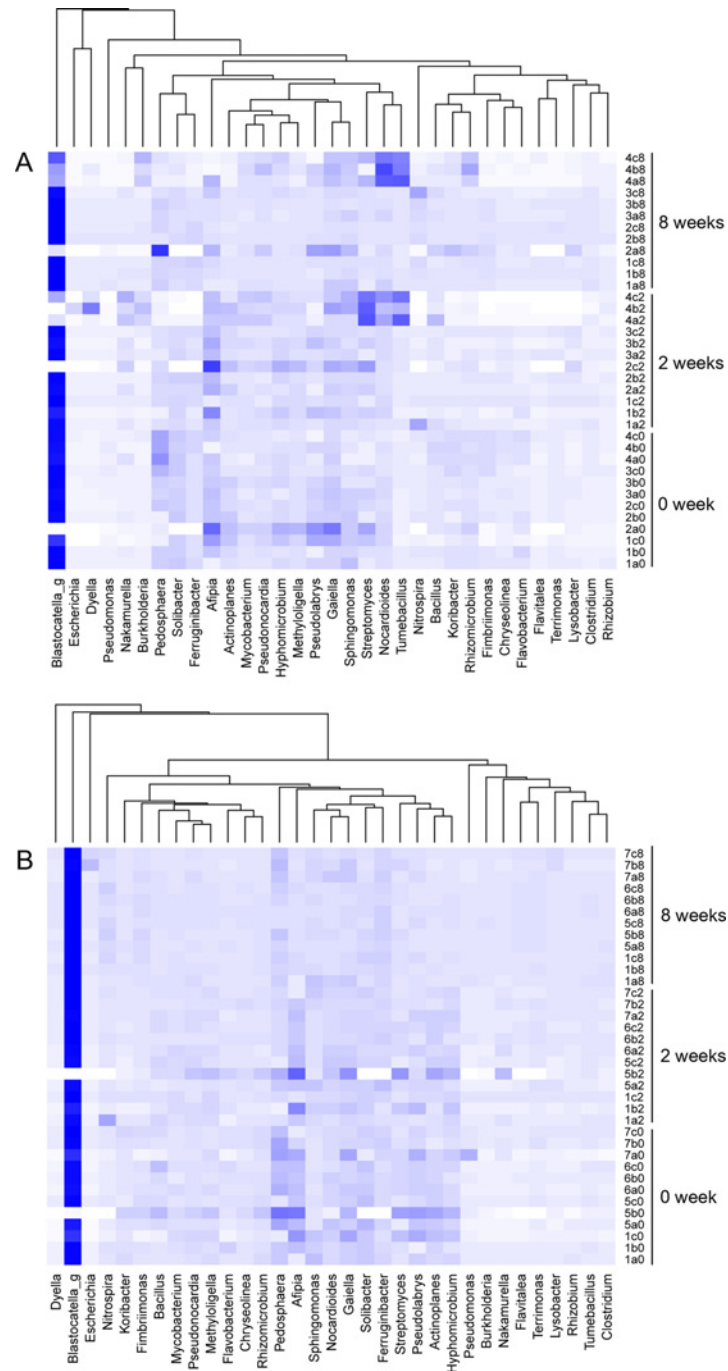 A
4c8
4b8
4a8
3c8
3b8
3a8
2c8
2b8
2a8
1c8
1b8
1a8
4c2
4b2
4a2
3c2
3b2
3a2
2c2
2b2
2a2
1c2
1b2
1a2
4c0
4b0
4a0
3c0
3b0
3a0
2c0
2b0
2a0
1c0
1b0
1a0
8 weeks
2 weeks
0 week
Blastocatella_g
Escherichia
Dyella
Pseudomonas
Nakamurella
Burkholderia
Pedosphaera
Solibacter
Ferruginibacter
Afipia
Actinoplanes
Mycobacterium
Pseudonocardia
Hyphomicrobium
Methyloligella
Pseudolabrys
Gaiella
Sphingomonas
Streptomyces
Nocardioides
Tumebacillus
Nitrospira
Bacillus
Koribacter
Rhizomicrobium
Fimbriimonas
Chryseolinea
Flavobacterium
Flavitalea
Terrimonas
Lysobacter
Clostridium
Rhizobium
B
7c8
7b8
7a8
6c8
6b8
6a8
5c8
5b8
5a8
1c8
1b8
1a8
7c2
7b2
7a2
6c2
6b2
6a2
5c2
5b2
5a2
1c2
1b2
1a2
7c0
7b0
7a0
6c0
6b0
6a0
5c0
5b0
5a0
1c0
1b0
1a0
8 weeks
2 weeks
0 week
Dyella
Blastocatella_g
Escherichia
Nitrospira
Koribacter
Fimbriimonas
Bacillus
Mycobacterium
Pseudonocardia
Methyloligella
Flavobacterium
Chryseolinea
Rhizomicrobium
Pedosphaera
Afipia
Sphingomonas
Nocardioides
Gaiella
Solibacter
Ferruginibacter
Streptomyces
Pseudolabrys
Actinoplanes
Hyphomicrobium
Pseudomonas
Burkholderia
Nakamurella
Flavitalea
Terrimonas
Lysobacter
Rhizobium
Tumebacillus
Clostridium